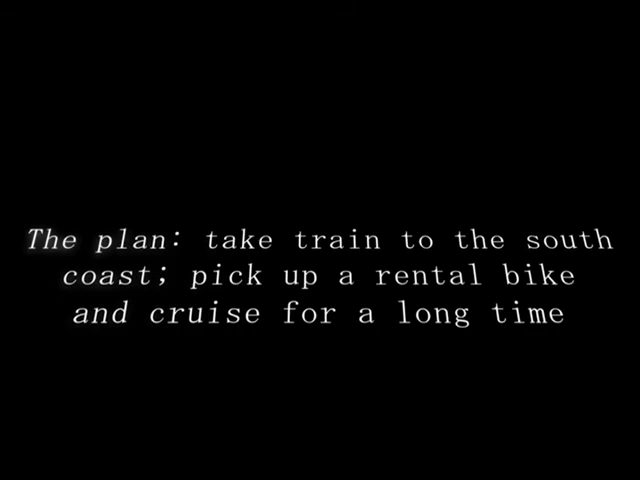 The plan: take train to the south
coast; pick up a rental bike
and cruise for a long time